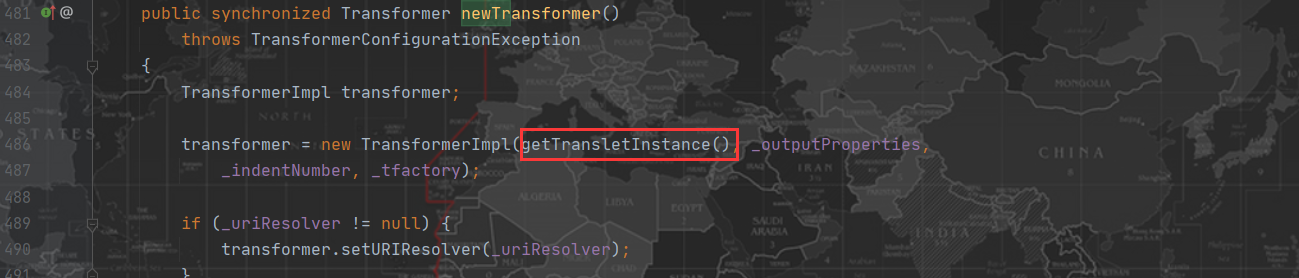 481 @ public synchronized Transformer newTransformer()
482 throws TransformerConfigurationException
483 {
484 TransformerImpl transformer;
485
486 transformer = new TransformerImpl(getTransletInstance(), _outputProperties,
487 _indentNumber, _tfactory);
488
489 if (_uriResolver != null) {
490 transformer.setURIResolver(_uriResolver);
491 }
STATES
NORTH
UKRAINE
KAZAKHSTAN
MONGOLIA
CHINA
IRAN
ALGERIA
LIBYA
EGYPT
SAUDI
ARABIA
INDIA